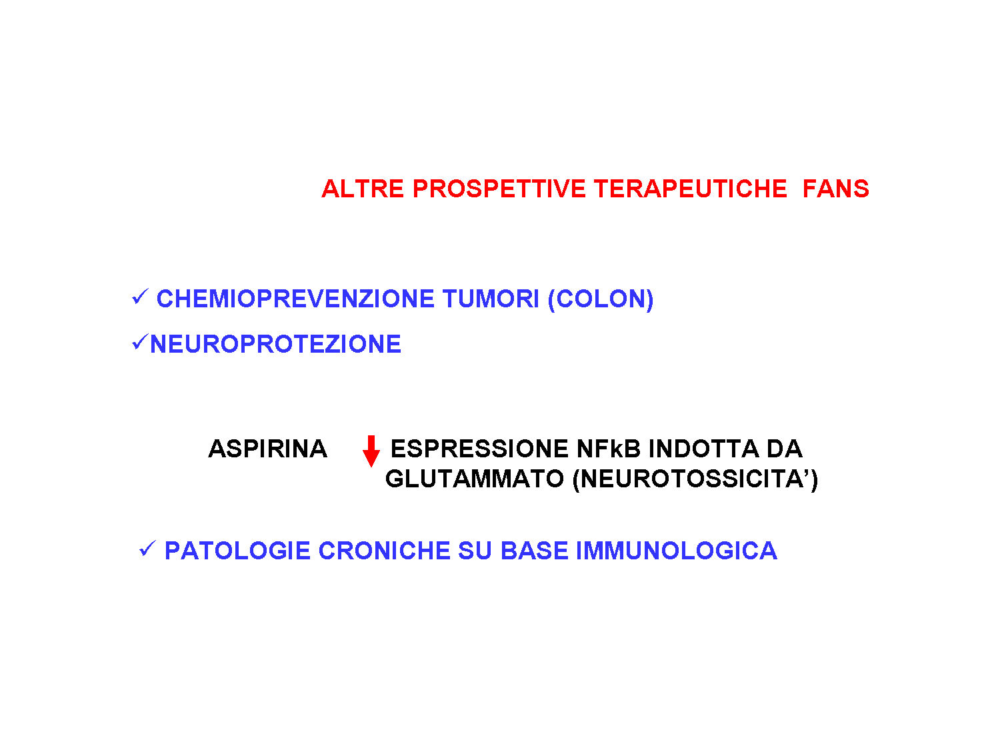 ALTRE PROSPETTIVE TERAPEUTICHE FANS
✓ CHEMIOPREVENZIONE TUMORI (COLON)
✓NEUROPROTEZIONE
ASPIRINA ESPRESSIONE NFkB INDOTTA DA
GLUTAMMATO (NEUROTOSSICITA’)
✓ PATOLOGIE CRONICHE SU BASE IMMUNOLOGICA